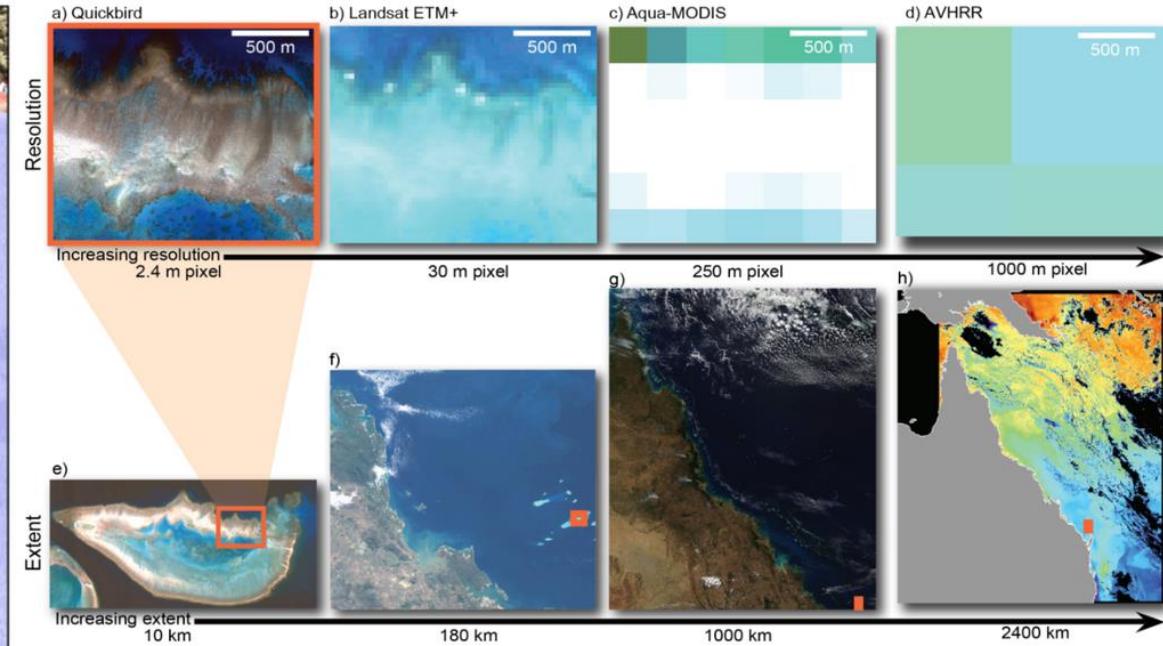 a) Quickbird
b) Landsat ETM+
c) Aqua-MODIS
d) AVHRR
500 m
500 m
500 m
500 m
Resolution
Increasing resolution
2.4 m pixel
30 m pixel
250 m pixel
1000 m pixel
e)
f)
g)
h)
Extent
Increasing extent
10 km
180 km
1000 km
2400 km